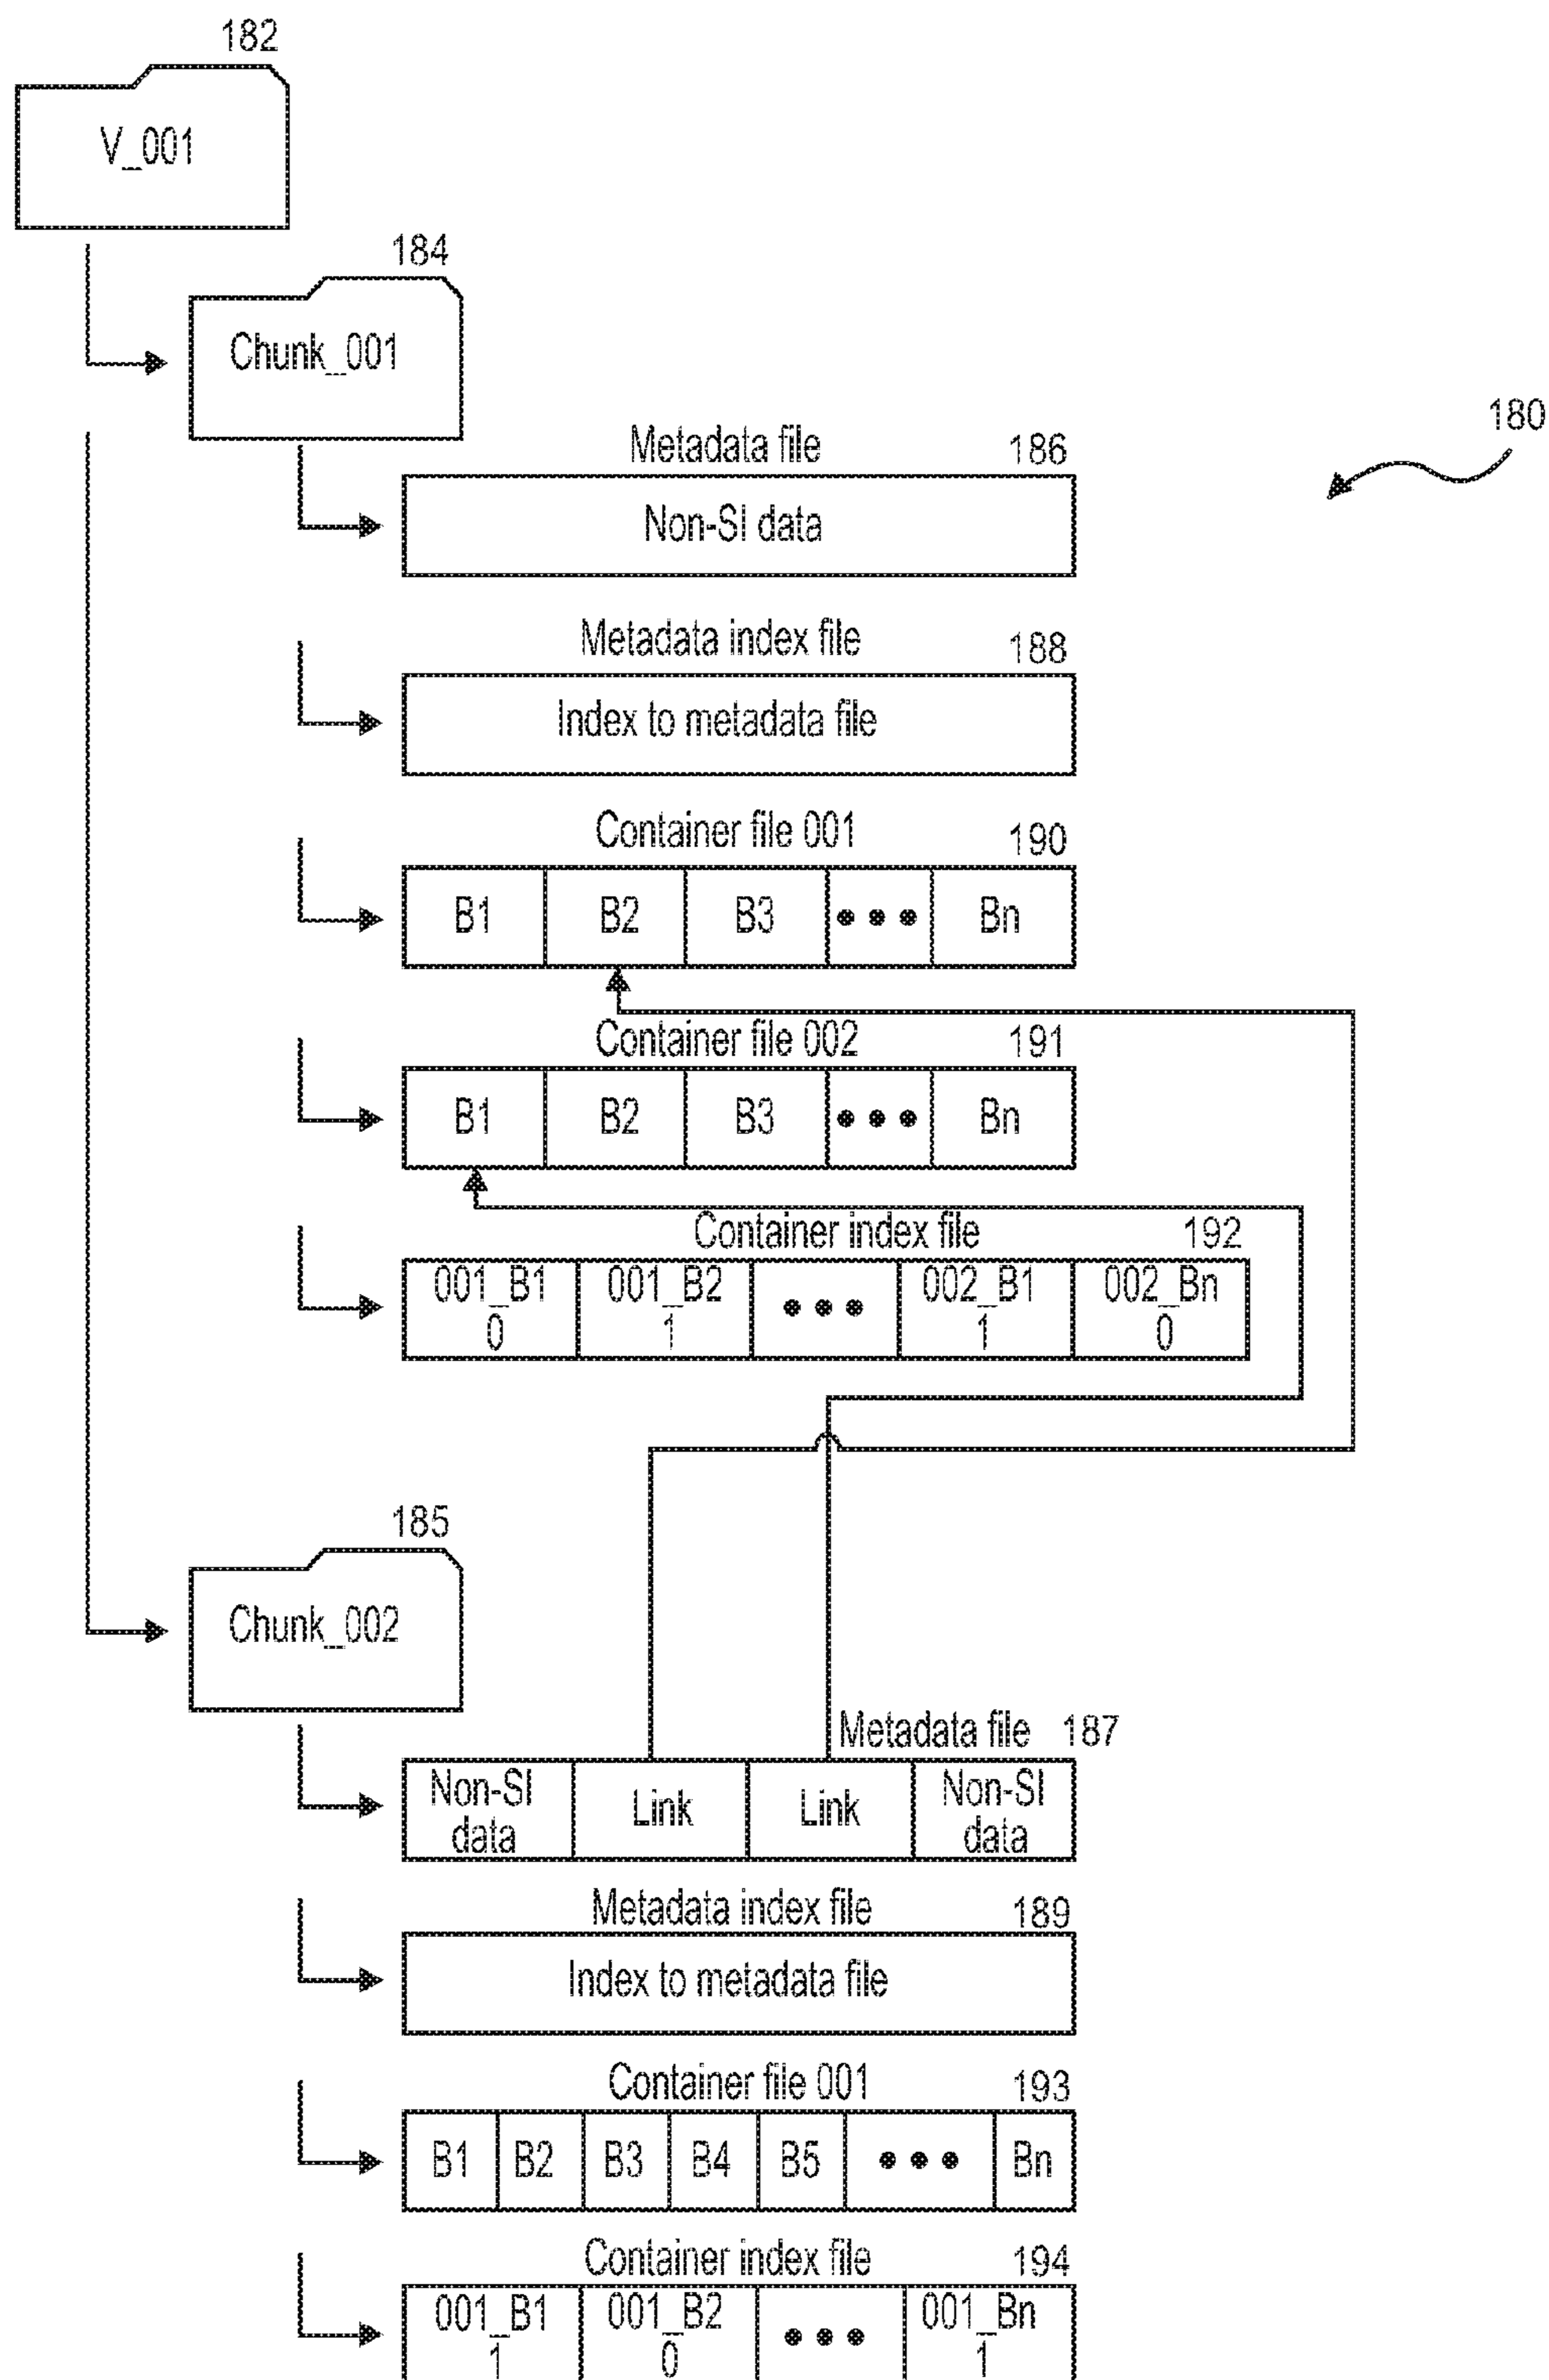 182
V_001
184
Chunk_001
180
Metadata file 186
Non-SI data
Metadata index file 188
Index to metadata file
Container file 001 190
B1 B2 B3 ••• Bn
Container file 002 191
B1 B2 B3 ••• Bn
Container index file 192
001_B1 001_B2 ••• 002_B1 002_Bn
0 1 1 0
185
Chunk_002
Metadata file 187
Non-SI Link Link Non-SI
data data
Metadata index file 189
Index to metadata file
Container file 001 193
B1 B2 B3 B4 B5 ••• Bn
Container index file 194
001_B1 001_B2 ••• 001_Bn
1 0 1